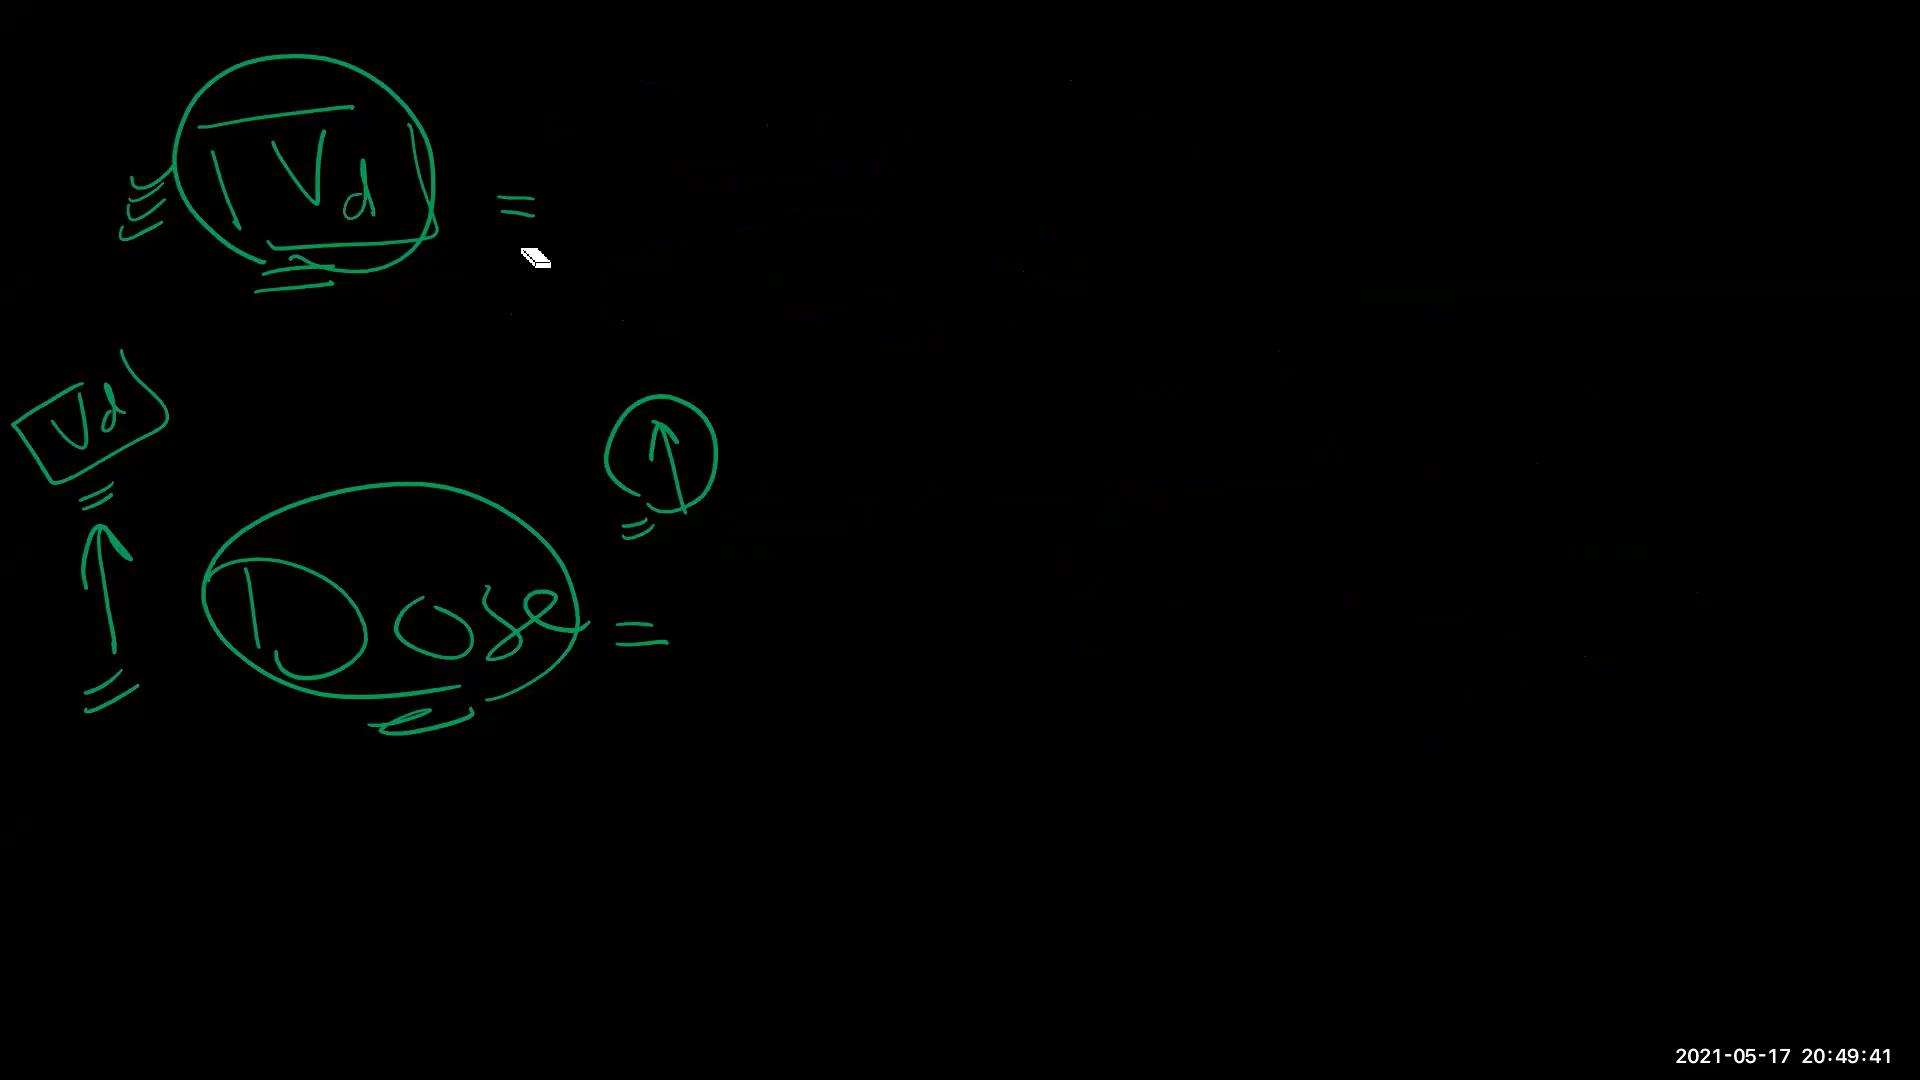 Vd =
Vd
↑
↑
Dose =
2021-05-17 20:49:41